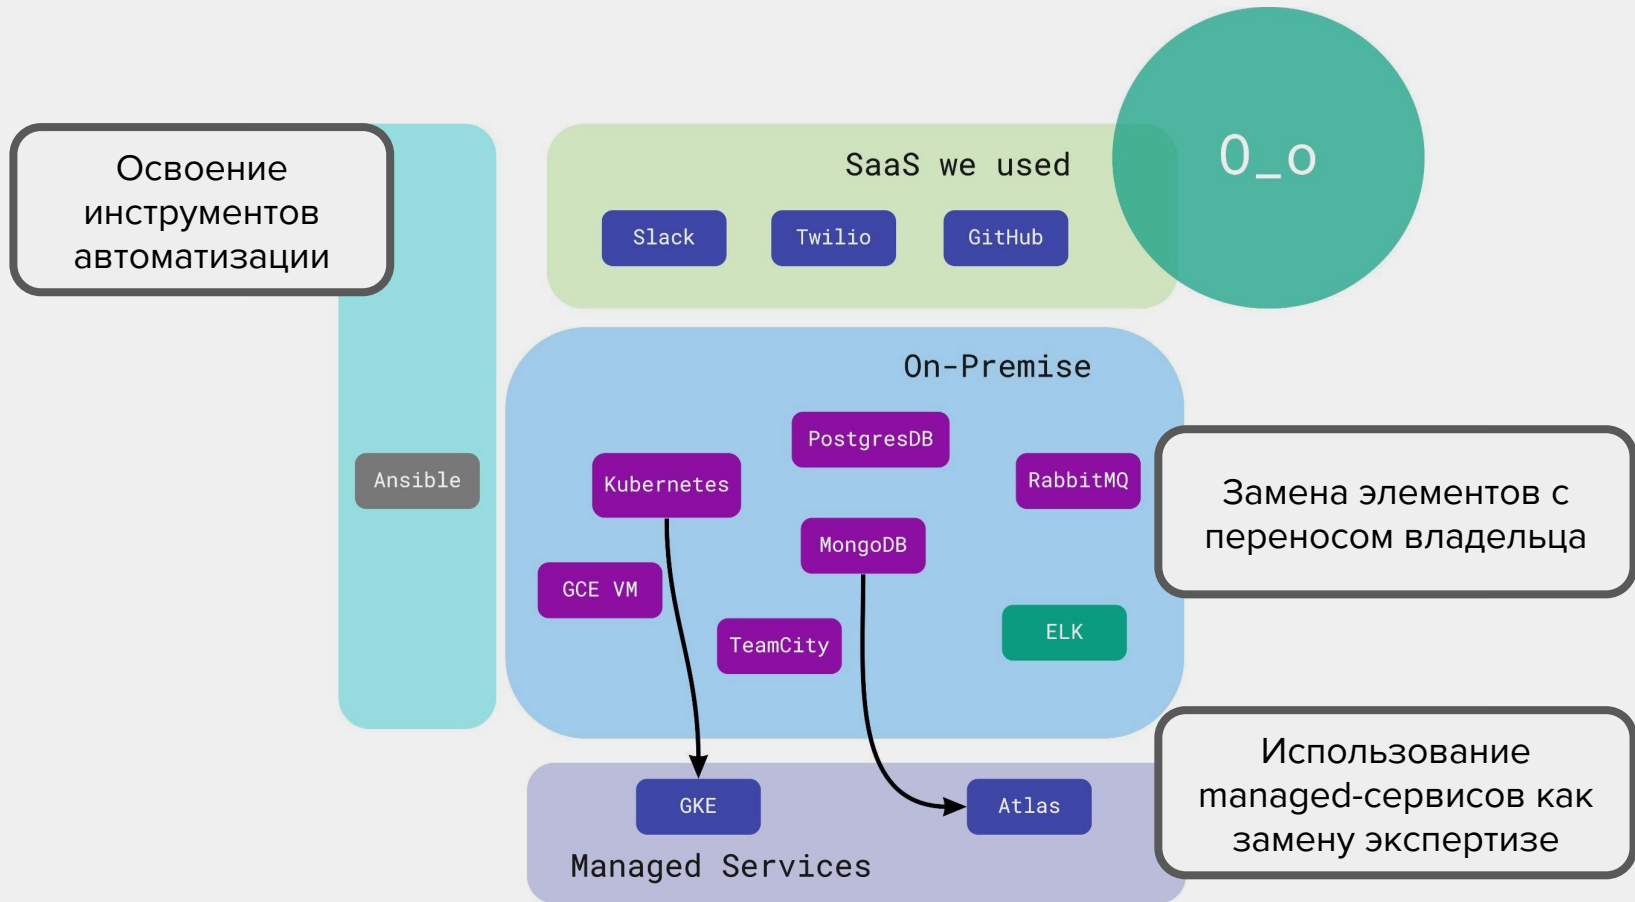 Освоение
инструментов
автоматизации
SaaS we used
0_o
Slack
Twilio
GitHub
On-Premise
PostgresDB
Ansible
Kubernetes
RabbitMQ
Замена элементов с
переносом владельца
MongoDB
GCE VM
TeamCity
ELK
Использование
managed-сервисов как
замену экспертизе
GKE
Atlas
Managed Services